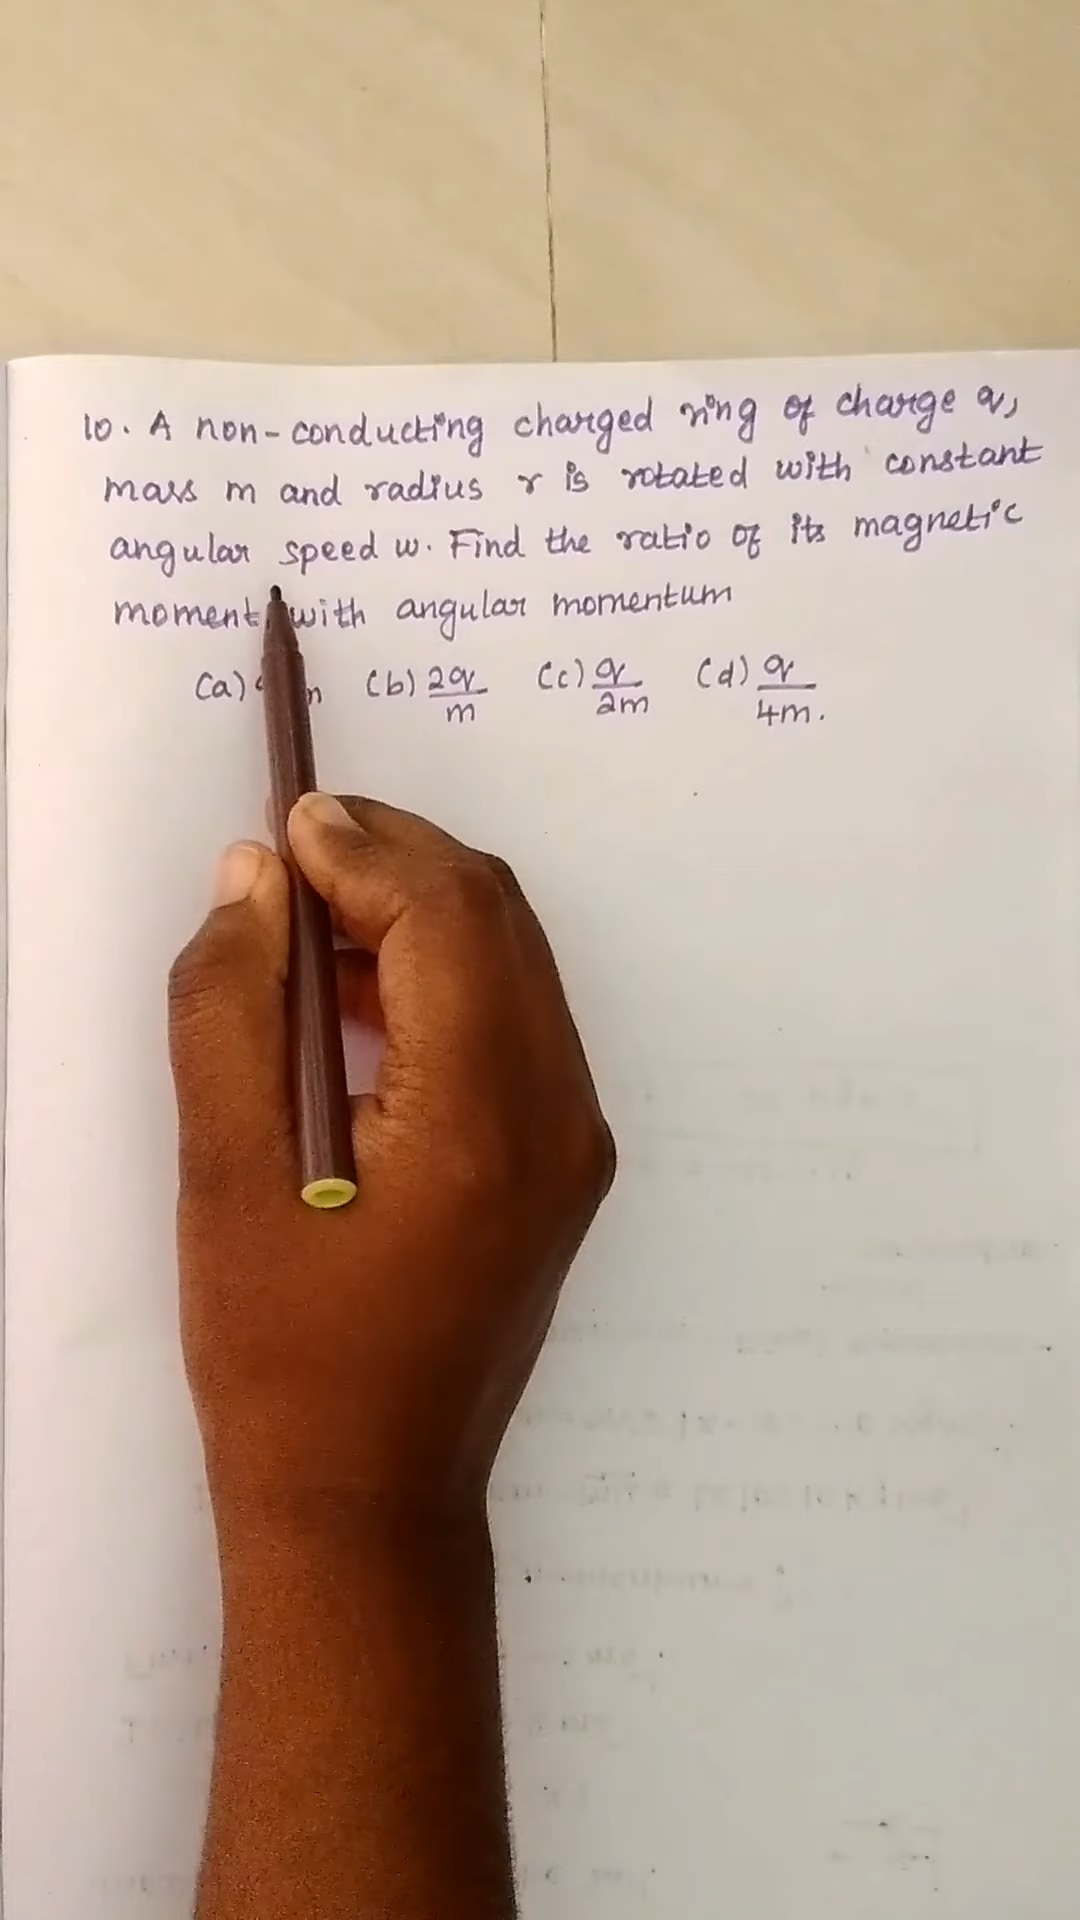 10. A non-conducting charged ring of charge q,
mass m and radius r is rotated with constant
angular speed w. Find the ratio of its magnetic
moment with angular momentum
(a) (b) 2q/m (c) q/2m (d) q/4m.